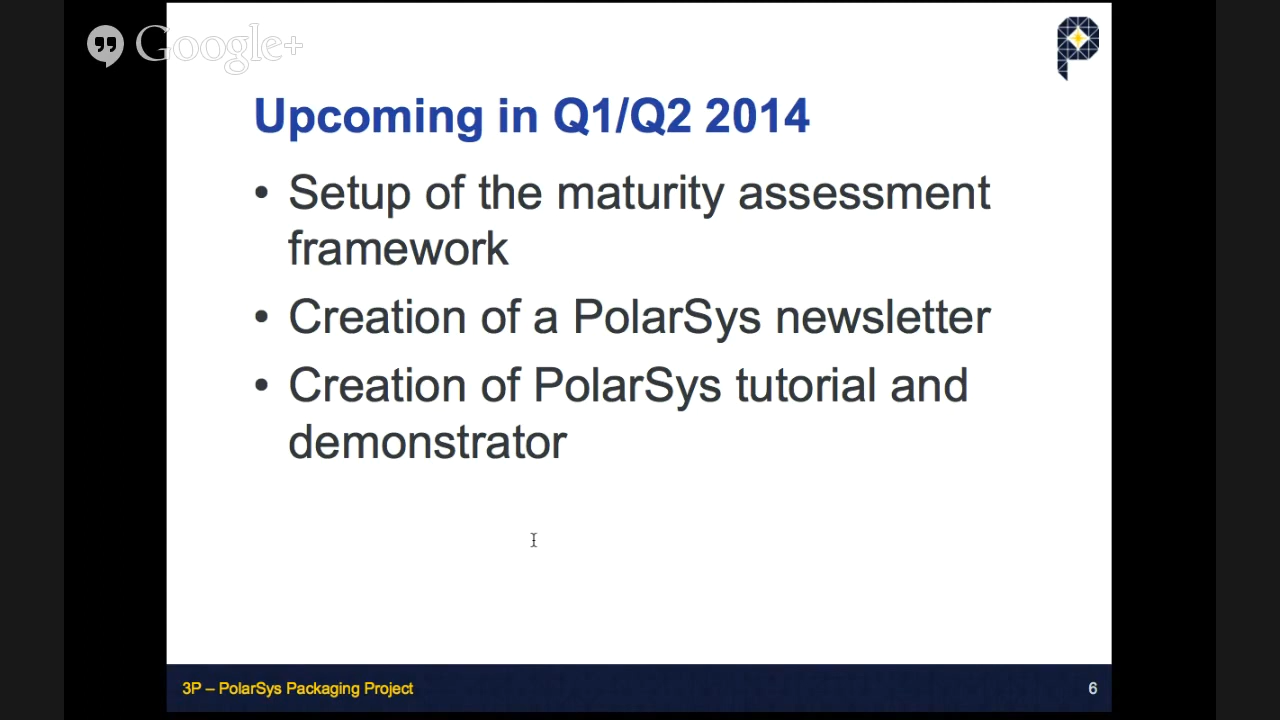 Google+
Upcoming in Q1/Q2 2014
• Setup of the maturity assessment
framework
• Creation of a PolarSys newsletter
• Creation of PolarSys tutorial and
demonstrator
3P – PolarSys Packaging Project
6